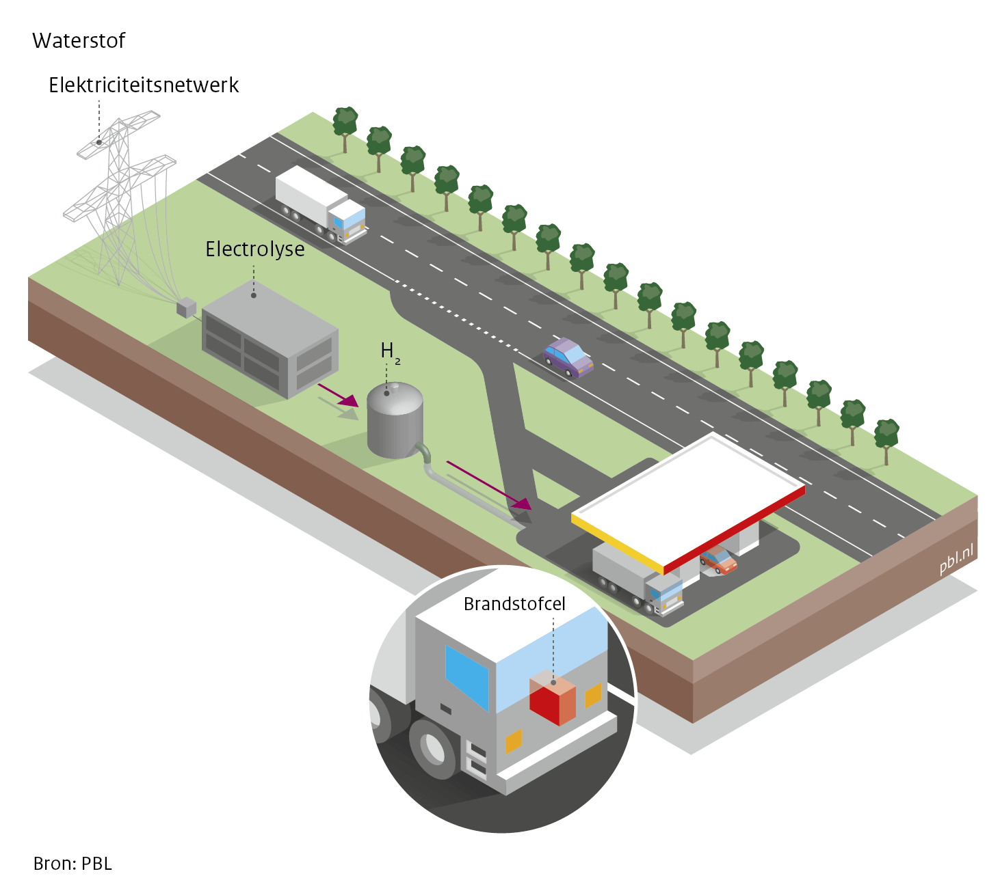 Waterstof
Elektriciteitsnetwerk
Electrolyse
H₂
pbl.nl
Brandstofcel
Bron: PBL